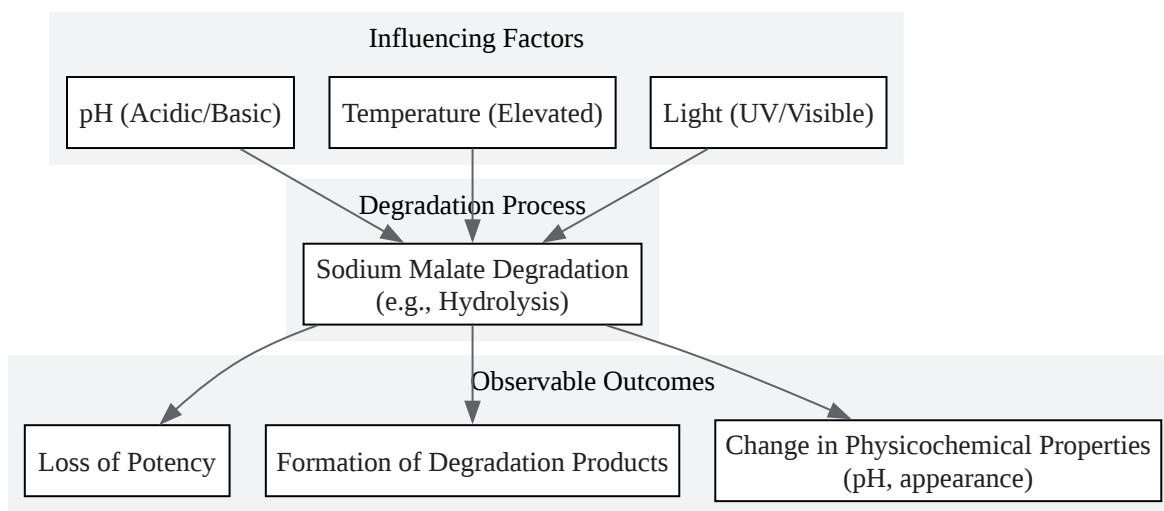 Influencing Factors
pH (Acidic/Basic)
Temperature (Elevated)
Light (UV/Visible)
Degradation Process
Sodium Malate Degradation
(e.g., Hydrolysis)
Observable Outcomes
Loss of Potency
Formation of Degradation Products
Change in Physicochemical Properties
(pH, appearance)